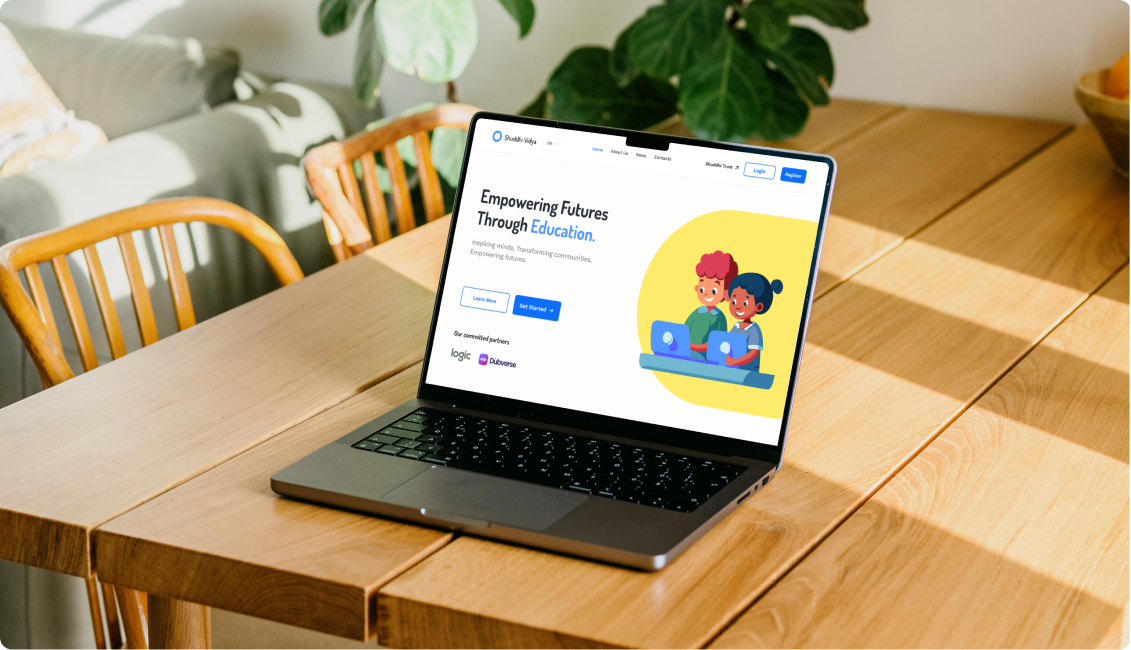 Shuddhi Vidya
EN
Home
About Us
News
Contacts
Shuddhi Trust
Login
Register
Empowering Futures
Through Education.
Inspiring minds, Transforming communities,
Empowering futures.
Learn More
Get Started →
Our committed partners
logic
Dubverse